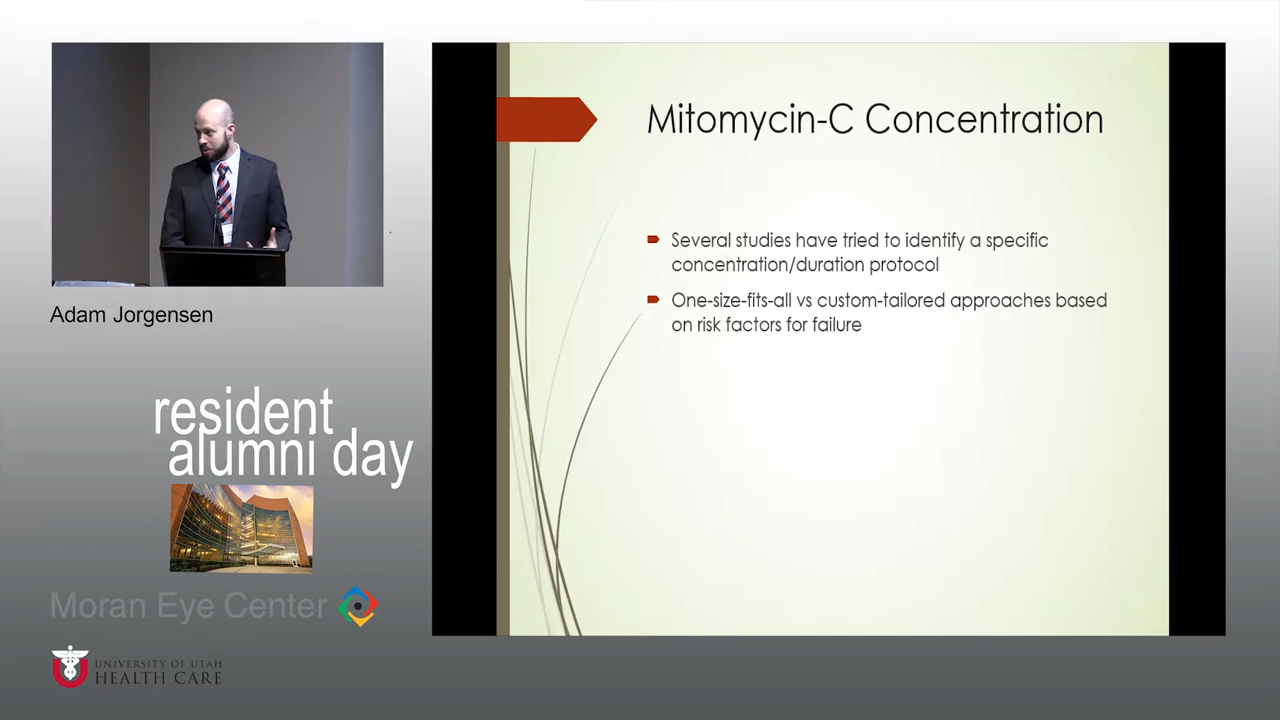 Mitomycin-C Concentration
Several studies have tried to identify a specific
concentration/duration protocol
One-size-fits-all vs custom-tailored approaches based
on risk factors for failure
Adam Jorgensen
resident
alumni day
Moran Eye Center
UNIVERSITY OF UTAH
HEALTH CARE